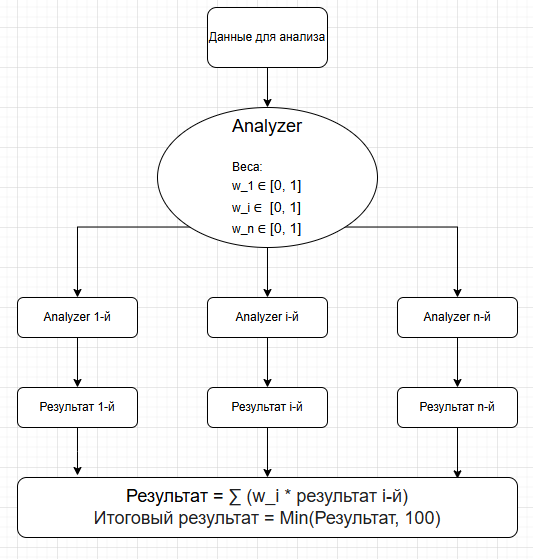 Данные для анализа
Analyzer
Веса:
w_1 ∈ [0, 1]
w_i ∈ [0, 1]
w_n ∈ [0, 1]
Analyzer 1-й
Analyzer i-й
Analyzer n-й
Результат 1-й
Результат i-й
Результат n-й
Результат = ∑ (w_i * результат i-й)
Итоговый результат = Min(Результат, 100)